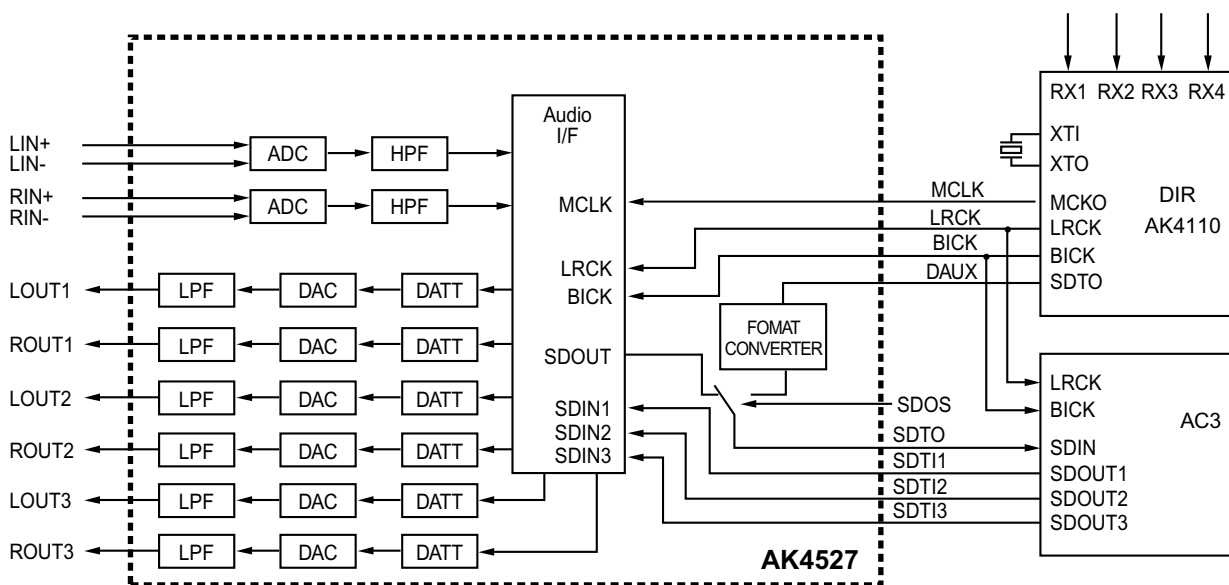 RX1 RX2 RX3 RX4
XTI
XTO
DIR
AK4110
MCKO
LRCK
BICK
SDTO
MCLK
LRCK
BICK
DAUX
Audio
I/F
MCLK
LRCK
BICK
SDOUT
SDIN1
SDIN2
SDIN3
LIN+
LIN-
ADC HPF
RIN+
RIN-
ADC HPF
LOUT1 LPF DAC DATT
ROUT1 LPF DAC DATT
LOUT2 LPF DAC DATT
ROUT2 LPF DAC DATT
LOUT3 LPF DAC DATT
ROUT3 LPF DAC DATT
FOMAT
CONVERTER
SDOS
SDTO
SDTI1
SDTI2
SDTI3
LRCK
BICK
AC3
SDIN
SDOUT1
SDOUT2
SDOUT3
AK4527